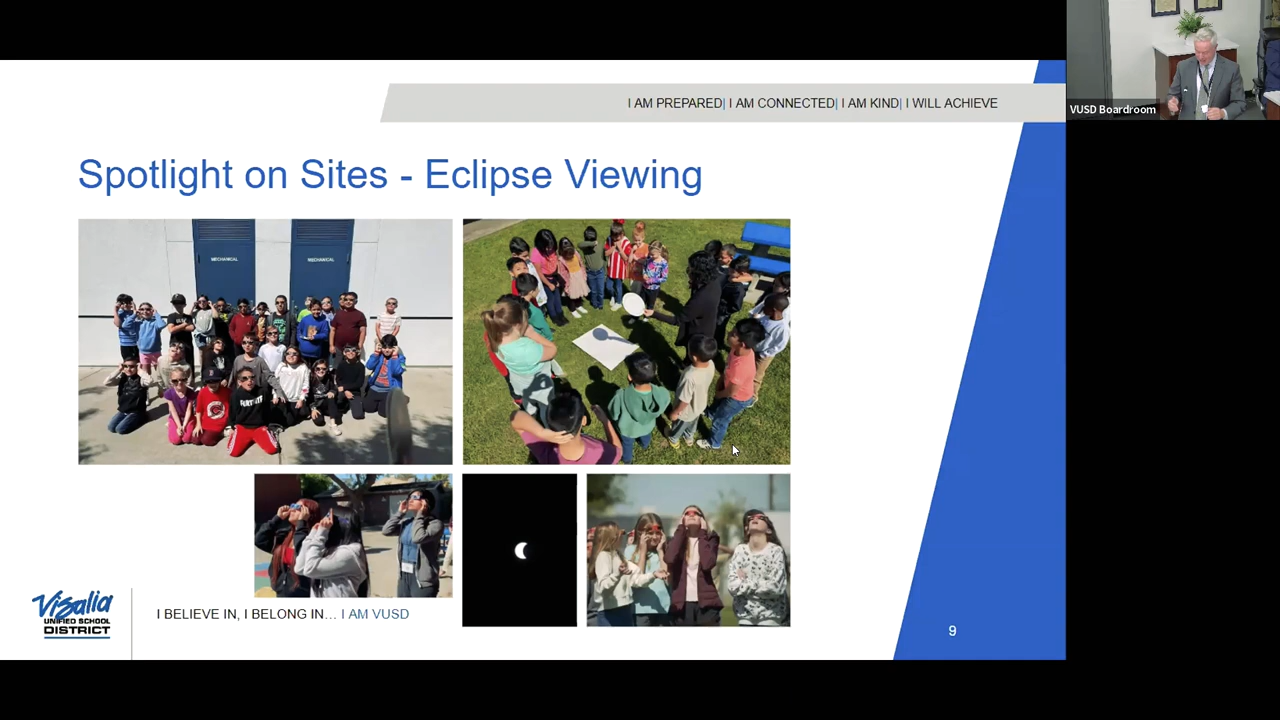 VUSD Boardroom
I AM PREPARED| I AM CONNECTED| I AM KIND| I WILL ACHIEVE
Spotlight on Sites - Eclipse Viewing
MECHANICAL
MECHANICAL
Visalia
UNIFIED SCHOOL
DISTRICT
I BELIEVE IN, I BELONG IN... I AM VUSD
9